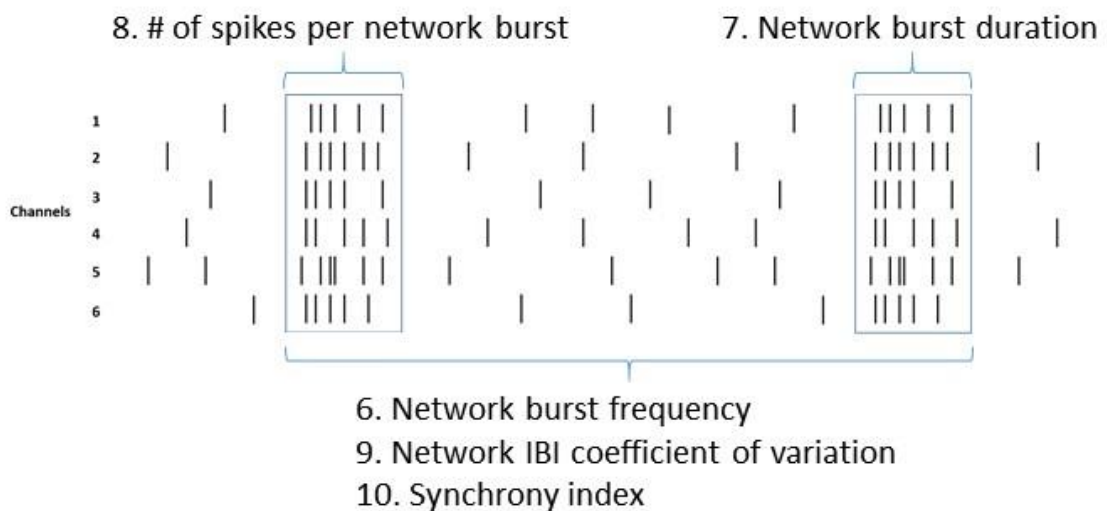 8. # of spikes per network burst
7. Network burst duration
1
2
3
Channels
4
5
6
6. Network burst frequency
9. Network IBI coefficient of variation
10. Synchrony index